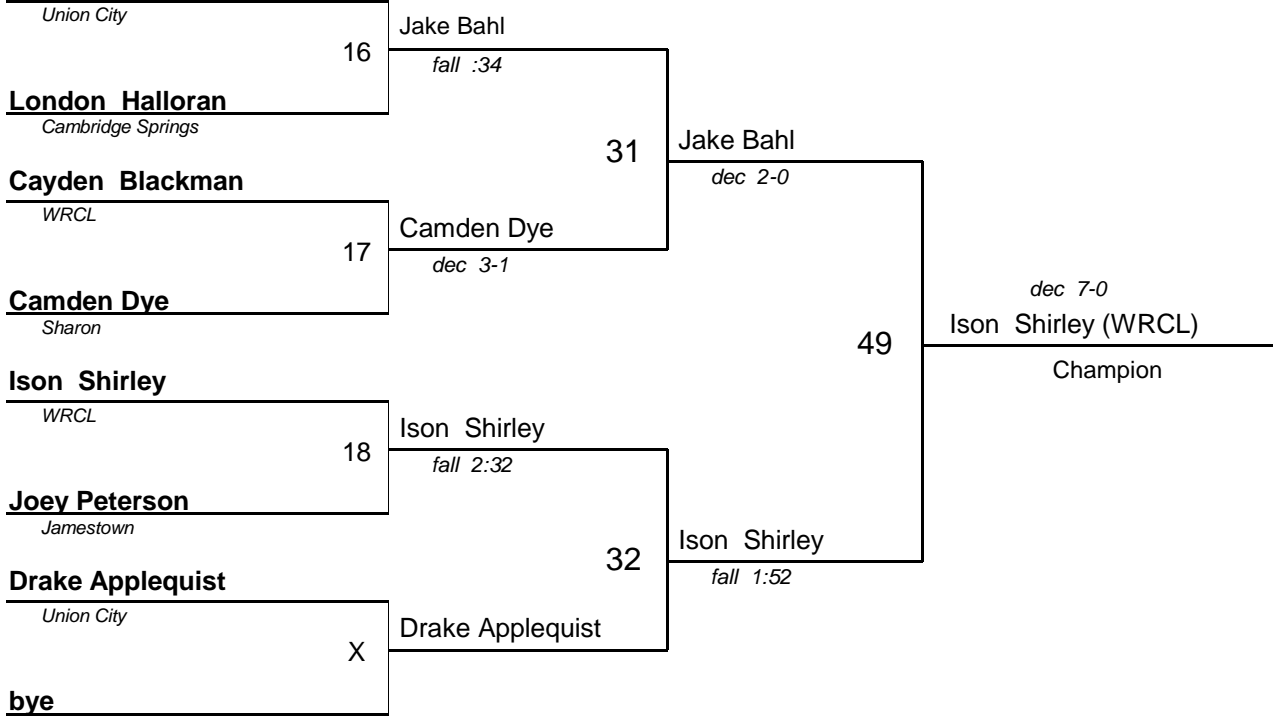 Union City
16
Jake Bahl
fall :34
London Halloran
Cambridge Springs
31
Jake Bahl
dec 2-0
Cayden Blackman
WRCL
17
Camden Dye
dec 3-1
Camden Dye
Sharon
49
dec 7-0
Ison Shirley (WRCL)
Champion
Ison Shirley
WRCL
18
Ison Shirley
fall 2:32
Joey Peterson
Jamestown
32
Ison Shirley
fall 1:52
Drake Applequist
Union City
X
Drake Applequist
bye